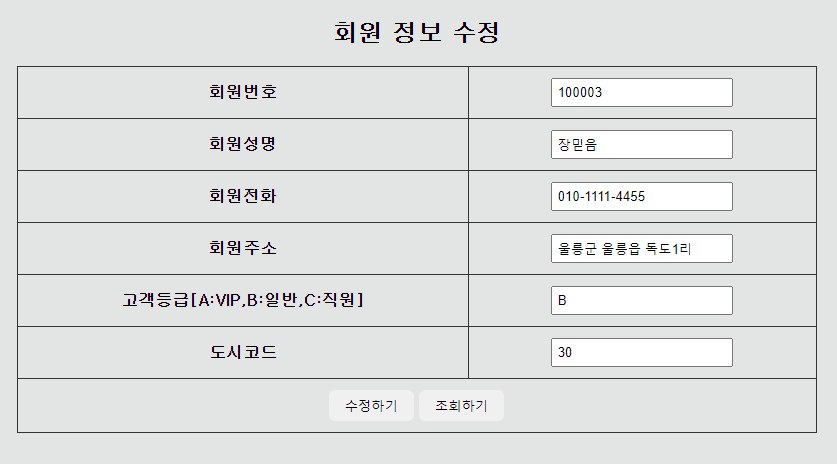 회원 정보 수정
회원번호 100003
회원성명 장믿음
회원전화 010-1111-4455
회원주소 울릉군 울릉읍 독도1리
고객등급[A:VIP,B:일반,C:직원] B
도시코드 30
수정하기 조회하기